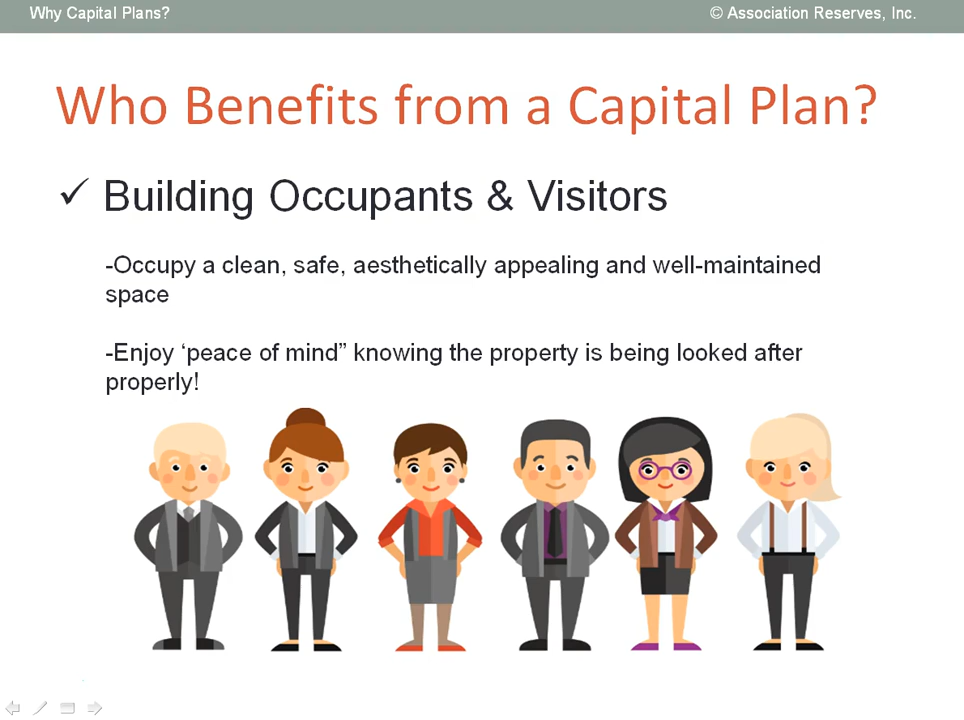 Why Capital Plans?
© Association Reserves, Inc.
Who Benefits from a Capital Plan?
✓ Building Occupants & Visitors
-Occupy a clean, safe, aesthetically appealing and well-maintained
space
-Enjoy ‘peace of mind” knowing the property is being looked after
properly!